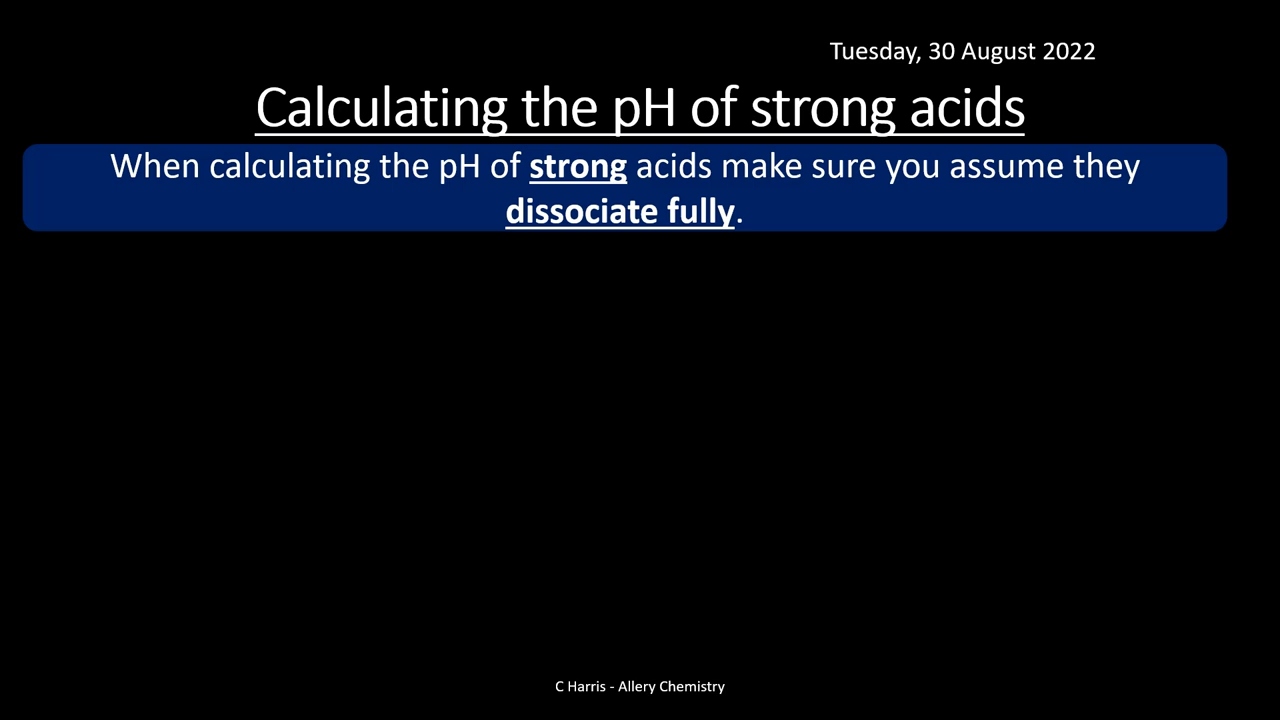 Tuesday, 30 August 2022
Calculating the pH of strong acids
When calculating the pH of strong acids make sure you assume they
dissociate fully.
C Harris - Allery Chemistry